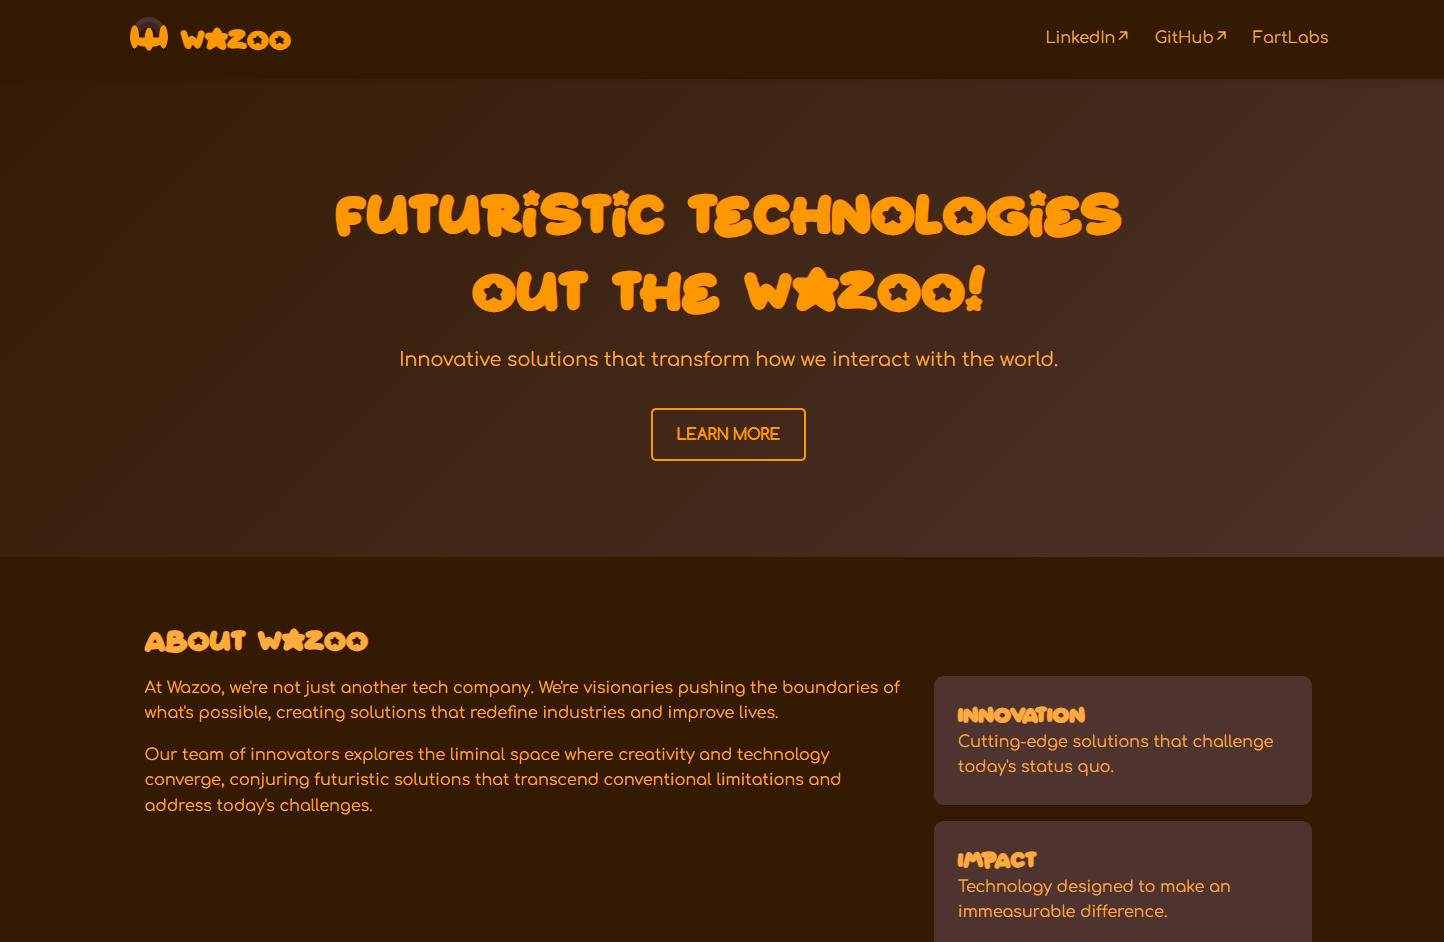 WAZOO
LinkedIn↗ GitHub↗ FartLabs
FUTURiSTiC TECHNOLOGiES
OUT THE WAZOO!
Innovative solutions that transform how we interact with the world.
LEARN MORE
ABOUT WAZOO
At Wazoo, we're not just another tech company. We're visionaries pushing the boundaries of
what's possible, creating solutions that redefine industries and improve lives.
Our team of innovators explores the liminal space where creativity and technology
converge, conjuring futuristic solutions that transcend conventional limitations and
address today's challenges.
INNOVATION
Cutting-edge solutions that challenge
today's status quo.
IMPACT
Technology designed to make an
immeasurable difference.